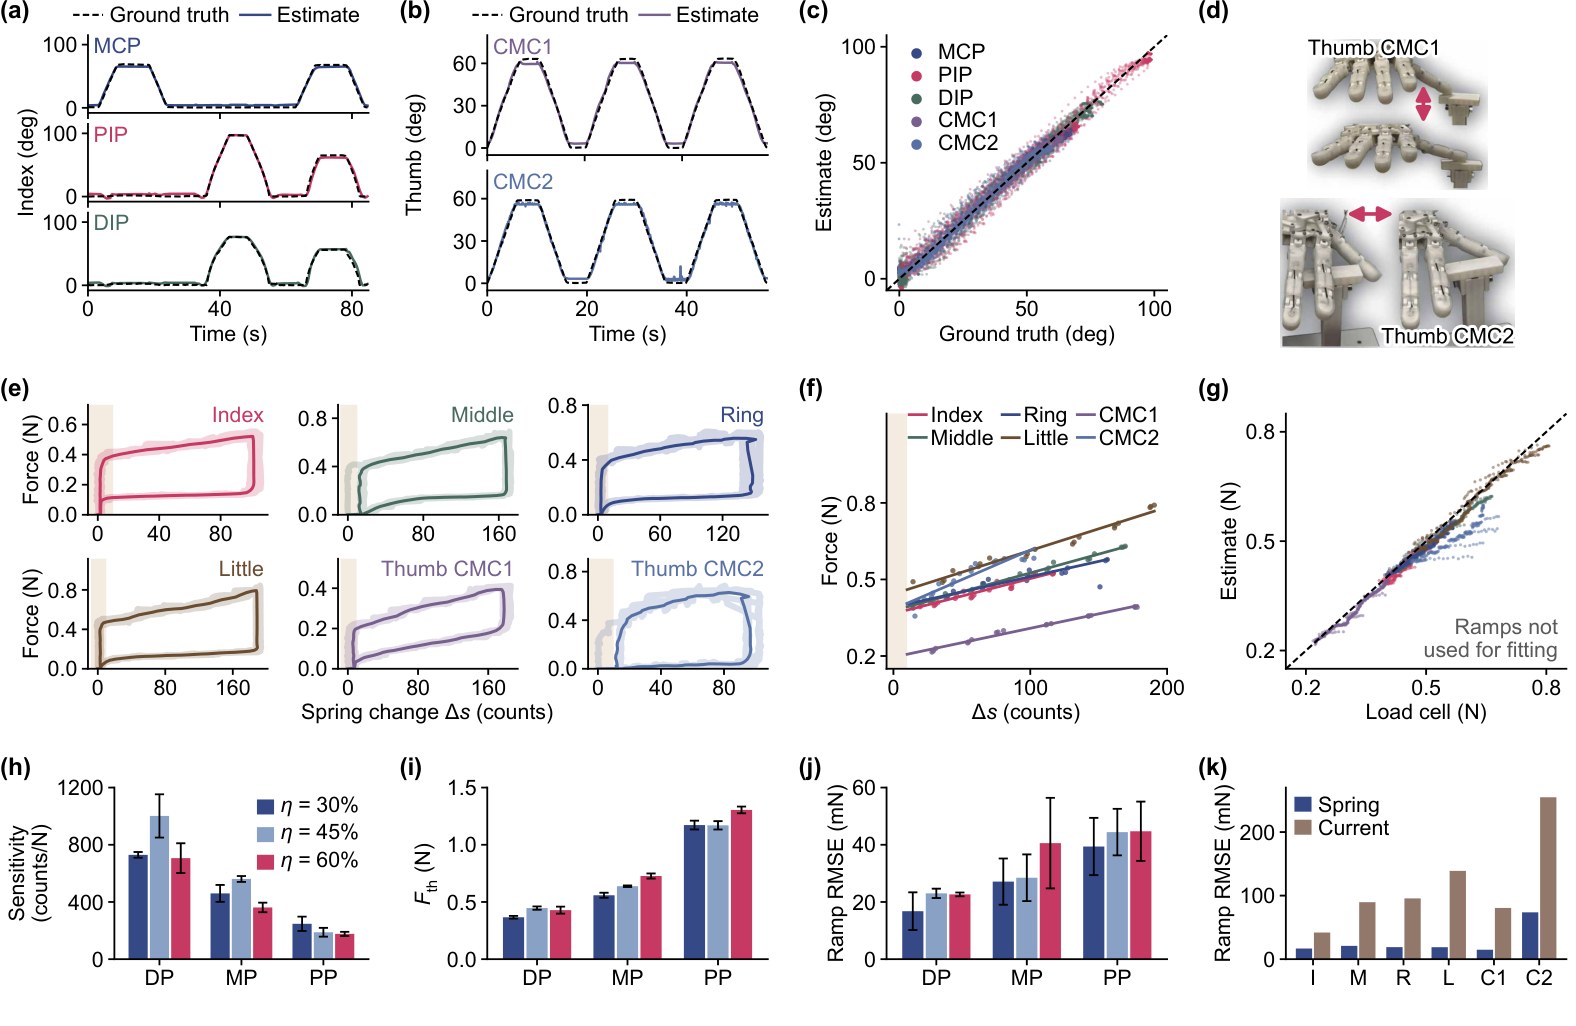 (a)
Ground truth Estimate
MCP
PIP
DIP
100
0
100
0
100
0
Index (deg)
0 40 80
Time (s)
(b)
Ground truth Estimate
CMC1
CMC2
60
30
0
60
30
0
Thumb (deg)
0 20 40
Time (s)
(c)
MCP
PIP
DIP
CMC1
CMC2
100
50
0
Estimate (deg)
0 50 100
Ground truth (deg)
(d)
Thumb CMC1
Thumb CMC2
(e)
Index
0.6
0.4
0.2
0.0
Force (N)
0 40 80
Middle
0.8
0.4
0.0
0 80 160
Ring
0.8
0.4
0.0
0 60 120
Little
0.8
0.4
0.0
Force (N)
0 80 160
Thumb CMC1
0.4
0.2
0.0
0 80 160
Thumb CMC2
0.8
0.4
0.0
0 40 80
Spring change Δs (counts)
(f)
Index Ring CMC1
Middle Little CMC2
0.8
0.5
0.2
Force (N)
0 100 200
Δs (counts)
(g)
0.8
0.5
0.2
Estimate (N)
Ramps not
used for fitting
0.2 0.5 0.8
Load cell (N)
(h)
1200
800
400
0
Sensitivity
(counts/N)
η = 30%
η = 45%
η = 60%
DP MP PP
(i)
1.5
1.0
0.5
0.0
Fth (N)
DP MP PP
(j)
60
40
20
0
Ramp RMSE (mN)
DP MP PP
(k)
Spring
Current
200
100
0
Ramp RMSE (mN)
I M R L C1 C2